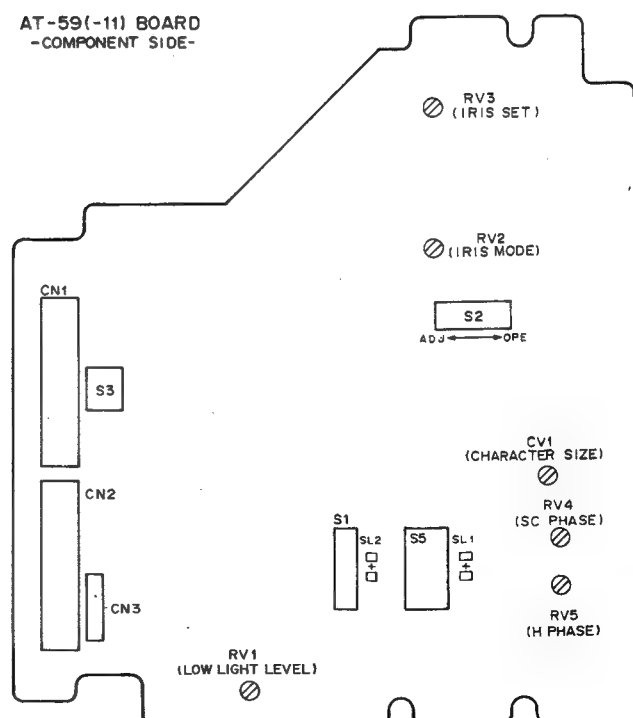 AT-59(-11) BOARD
-COMPONENT SIDE-
RV3
(IRIS SET)
RV2
(IRIS MODE)
CN1
S2
ADJ OPE
S3
CV1
(CHARACTER SIZE)
CN2
RV4
(SC PHASE)
S1
SL2
S5
SL1
+
+
CN3
RV5
(H PHASE)
RV1
(LOW LIGHT LEVEL)